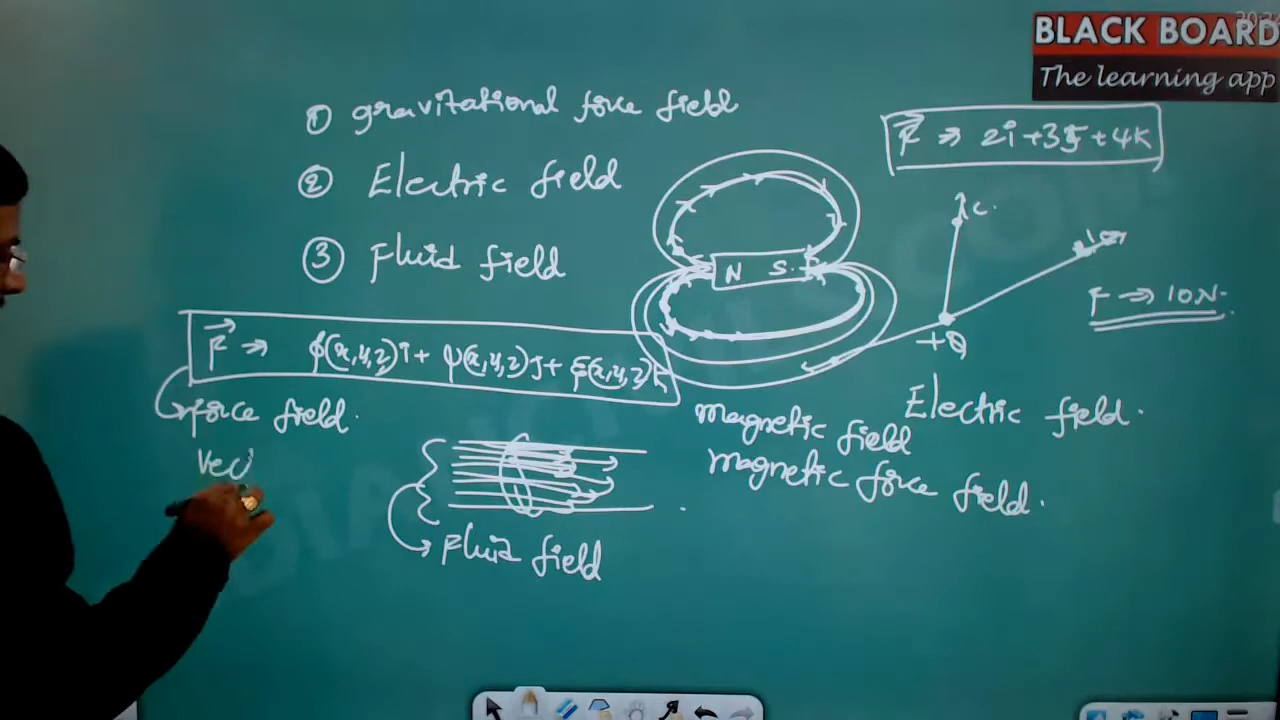 BLACK BOARD
The learning app
① gravitational force field
② Electric field
③ Fluid field
F ⇒ 2i+3j+4k
N S
C
F → 10N
+Q
F ⇒ φ(x,y,z)i + ψ(x,y,z)j + ξ(x,y,z)k
force field.
Vec
Electric field.
magnetic field
magnetic force field.
Fluid field